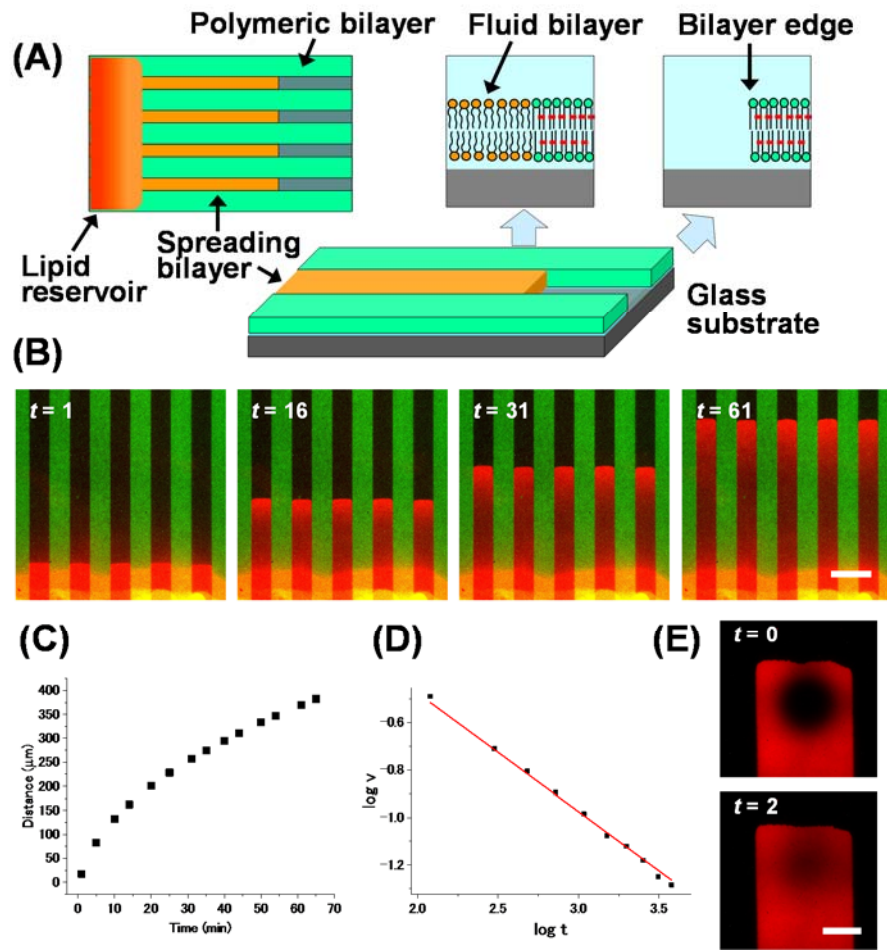 (A)
Polymeric bilayer
Fluid bilayer
Bilayer edge
Lipid
reservoir
Spreading
bilayer
Glass
substrate
(B)
t = 1
t = 16
t = 31
t = 61
(C)
Distance (μm)
400
350
300
250
200
150
100
50
0
0 10 20 30 40 50 60 70
Time (min)
(D)
log v
-0.6
-0.8
-1.0
-1.2
2.0 2.5 3.0 3.5
log t
(E)
t = 0
t = 2